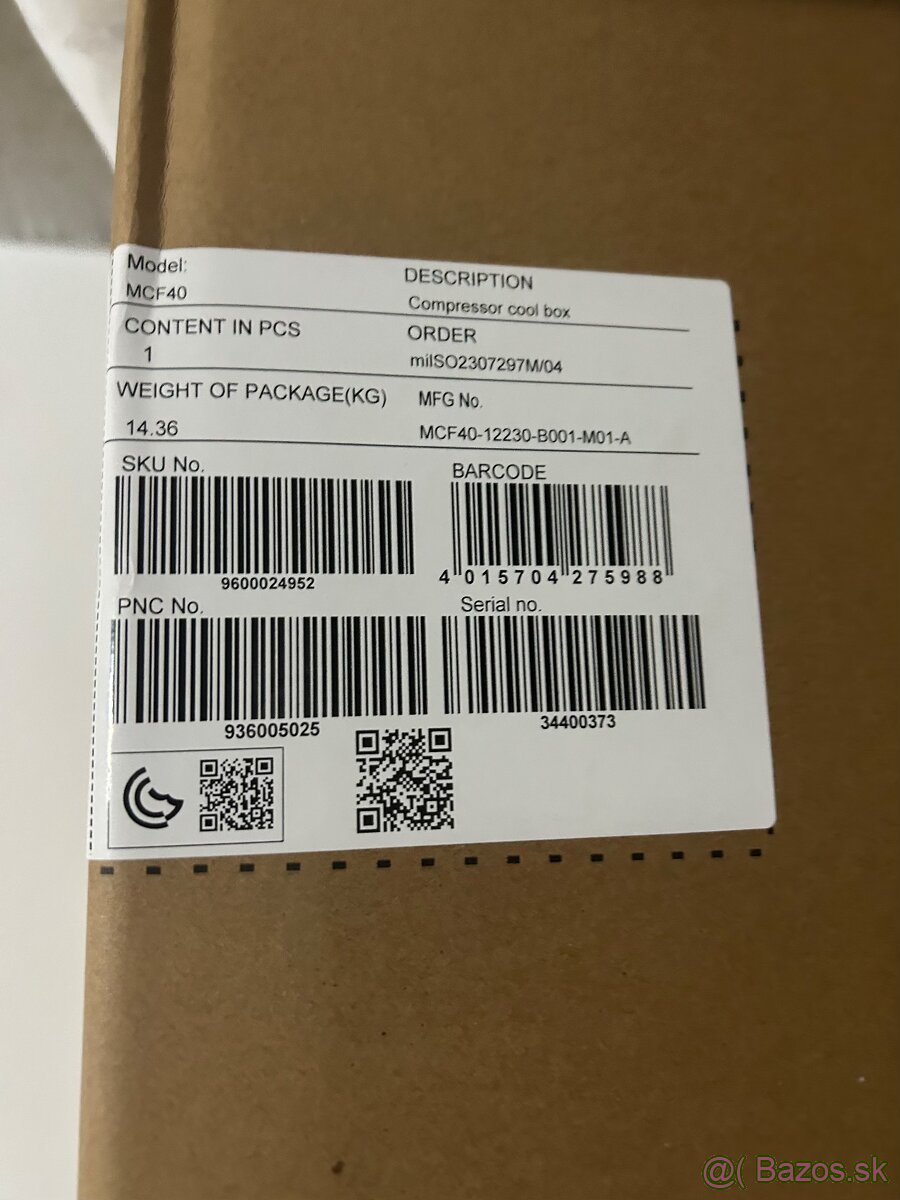 Model:
MCF40
DESCRIPTION
Compressor cool box
CONTENT IN PCS
1
ORDER
milSO2307297M/04
WEIGHT OF PACKAGE(KG)
14.36
MFG No.
MCF40-12230-B001-M01-A
SKU No.
9600024952
BARCODE
4 015704 275988
PNC No.
936005025
Serial no.
34400373
@( Bazos.sk